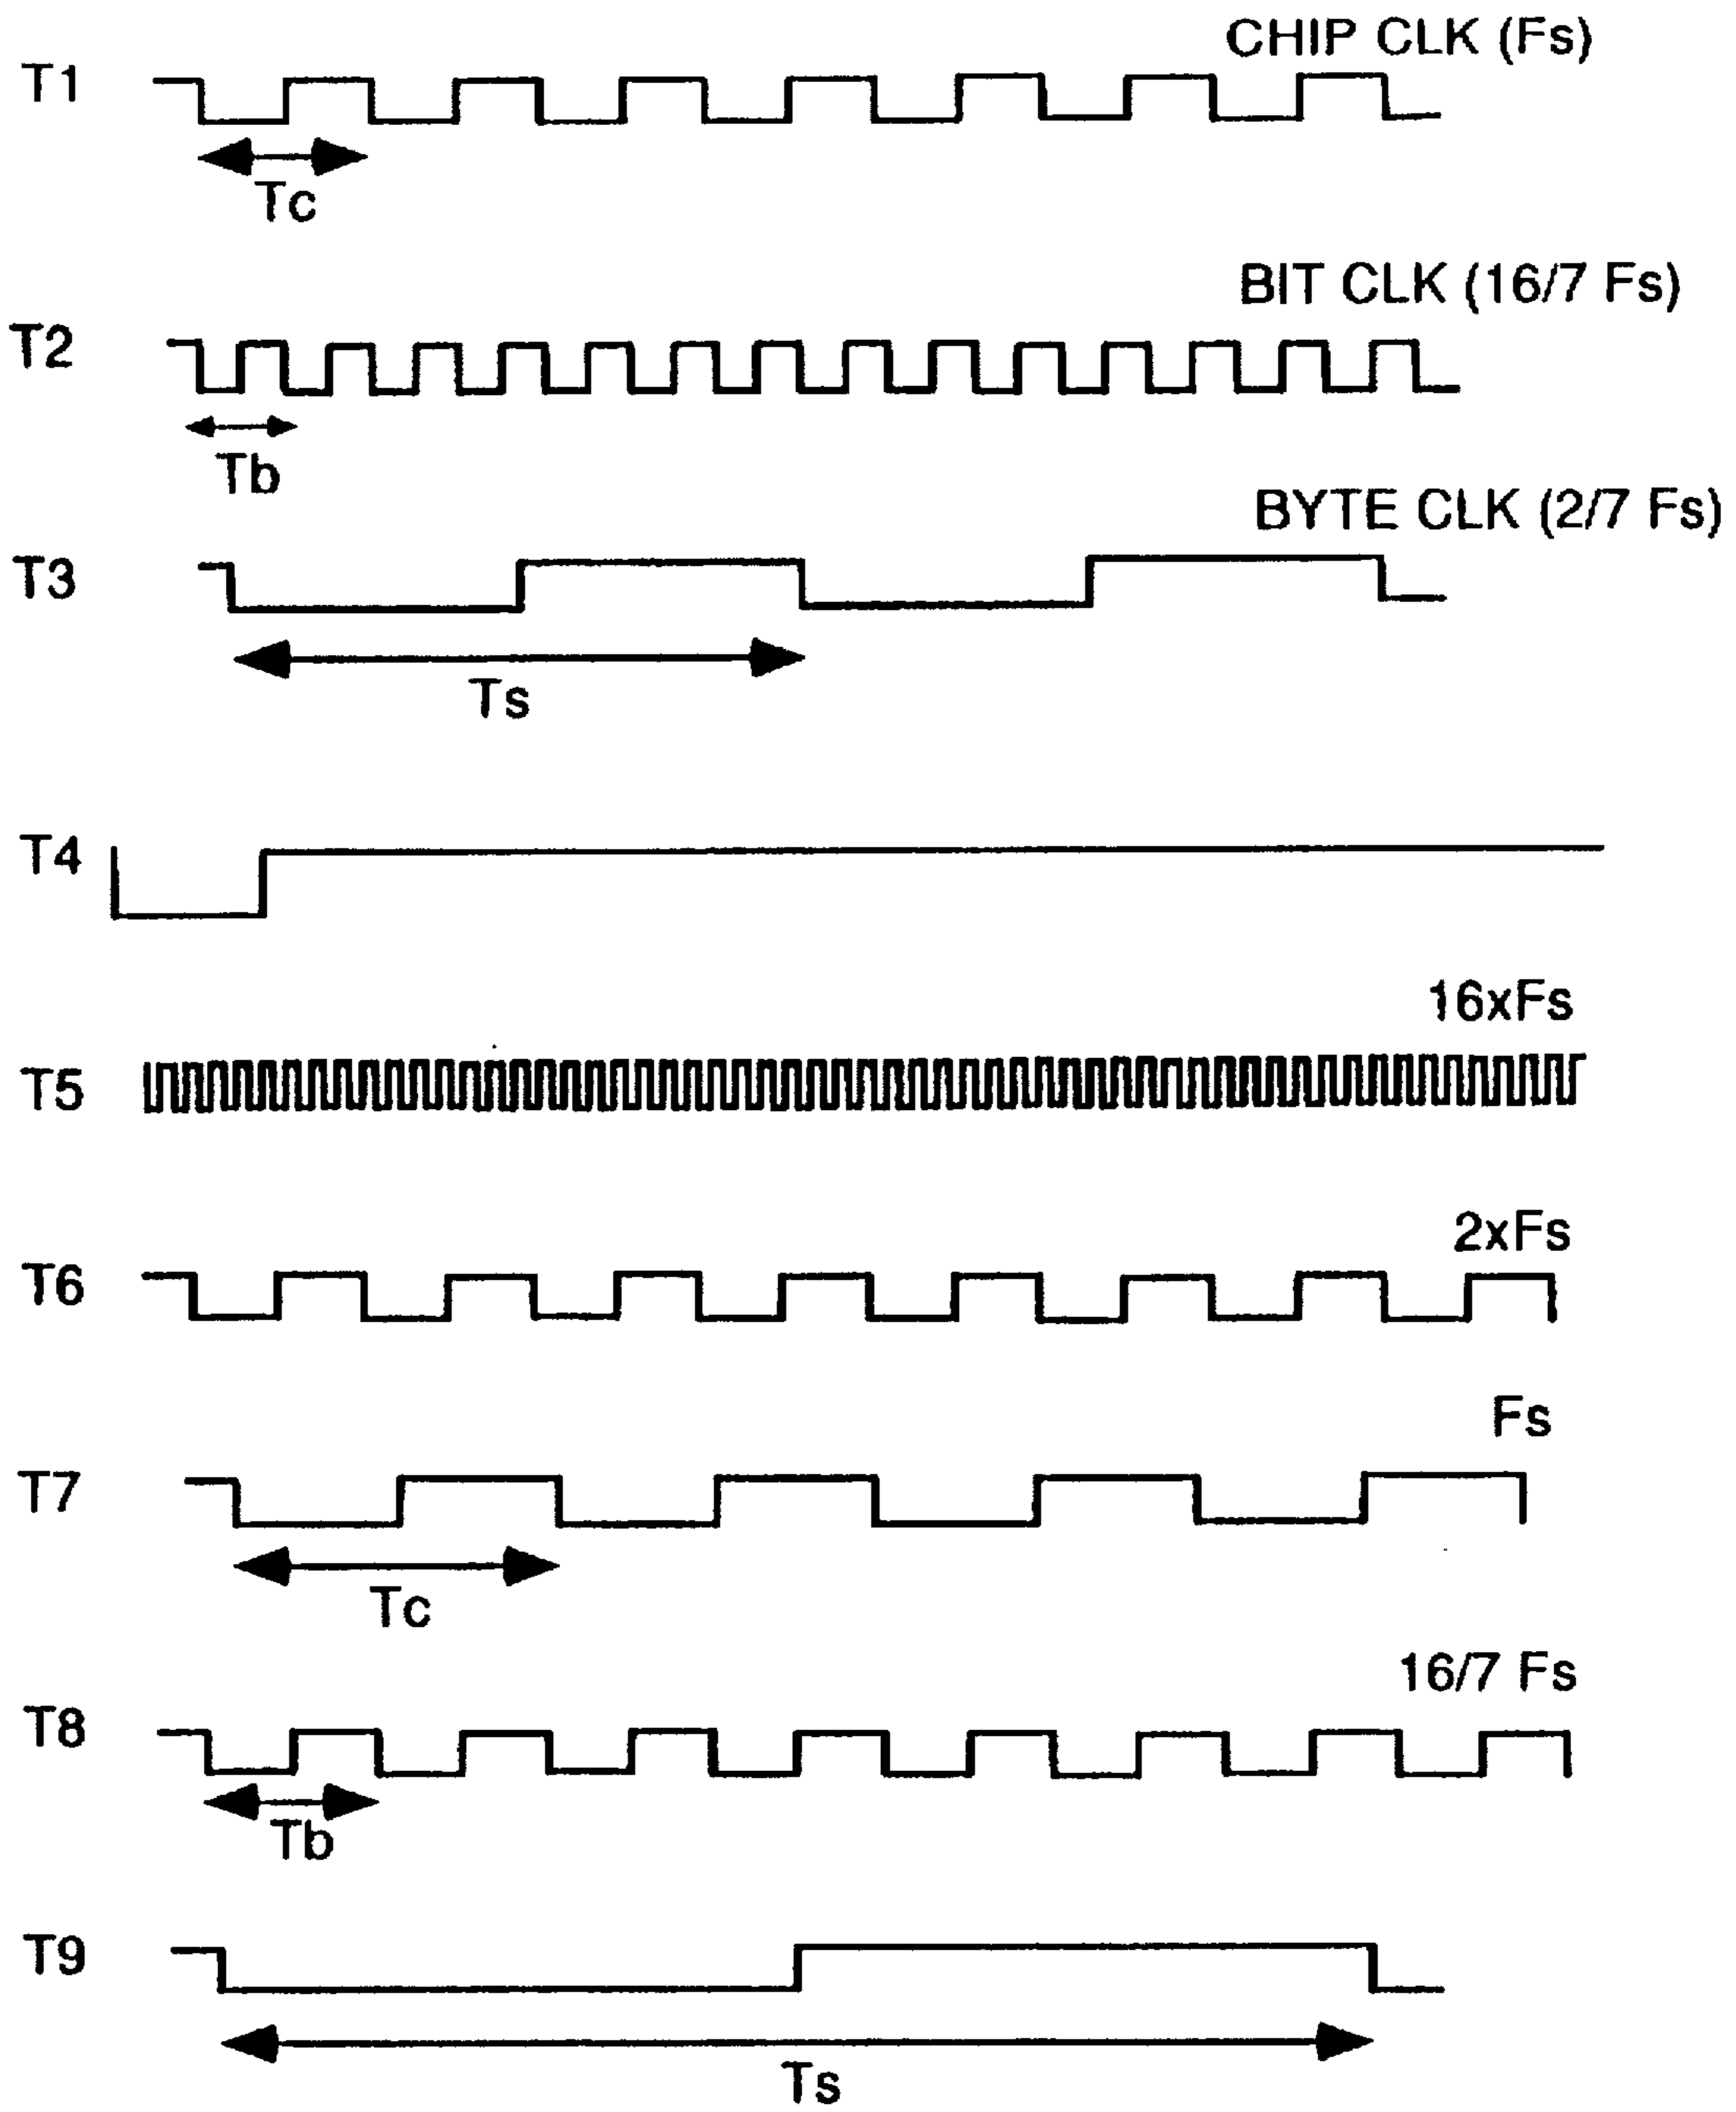 CHIP CLK (Fs)
T1
Tc
BIT CLK (16/7 Fs)
T2
Tb
BYTE CLK (2/7 Fs)
T3
Ts
T4
16xFs
T5
2xFs
T6
Fs
T7
Tc
16/7 Fs
T8
Tb
T9
Ts